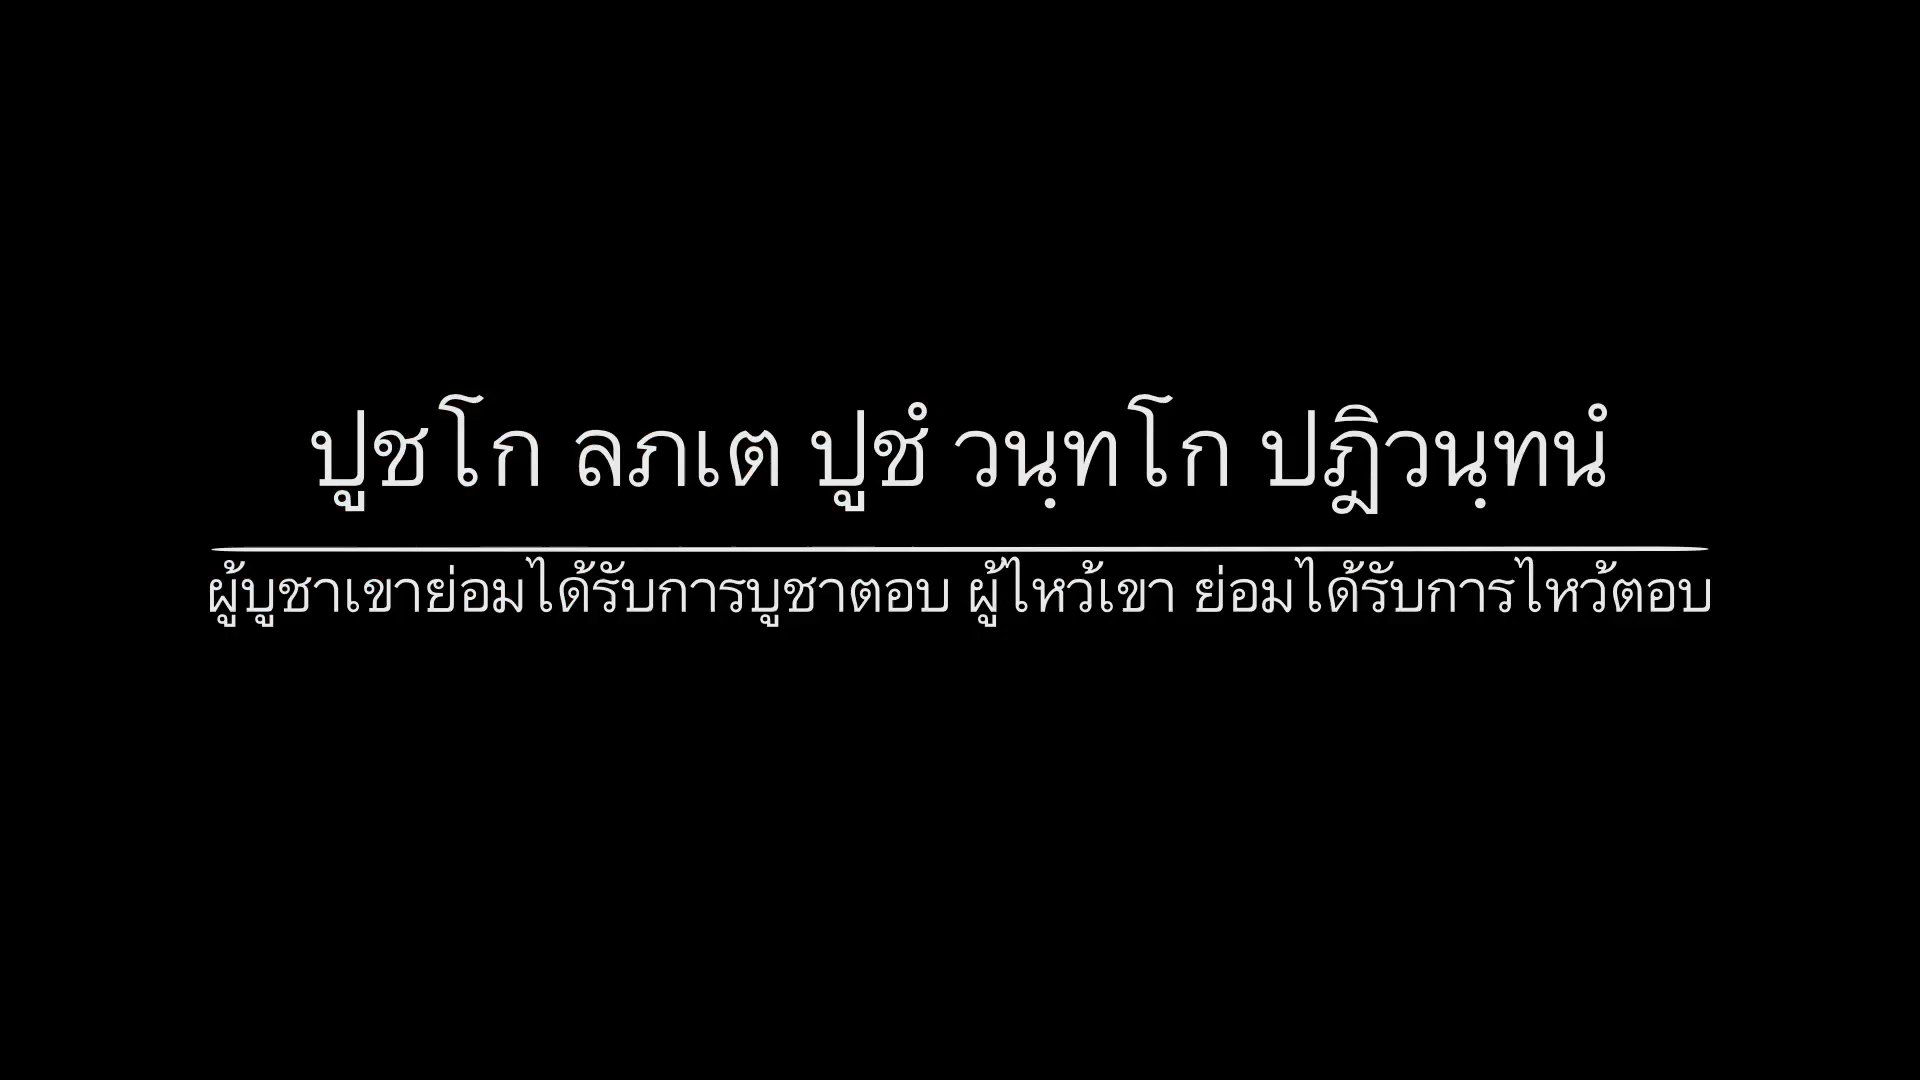 ปูชโก ลภเต ปูชํ วนฺทโก ปฎิวนฺทนํ
ผู้บูชาเขาย่อมได้รับการบูชาตอบ ผู้ไหว้เขา ย่อมได้รับการไหว้ตอบ